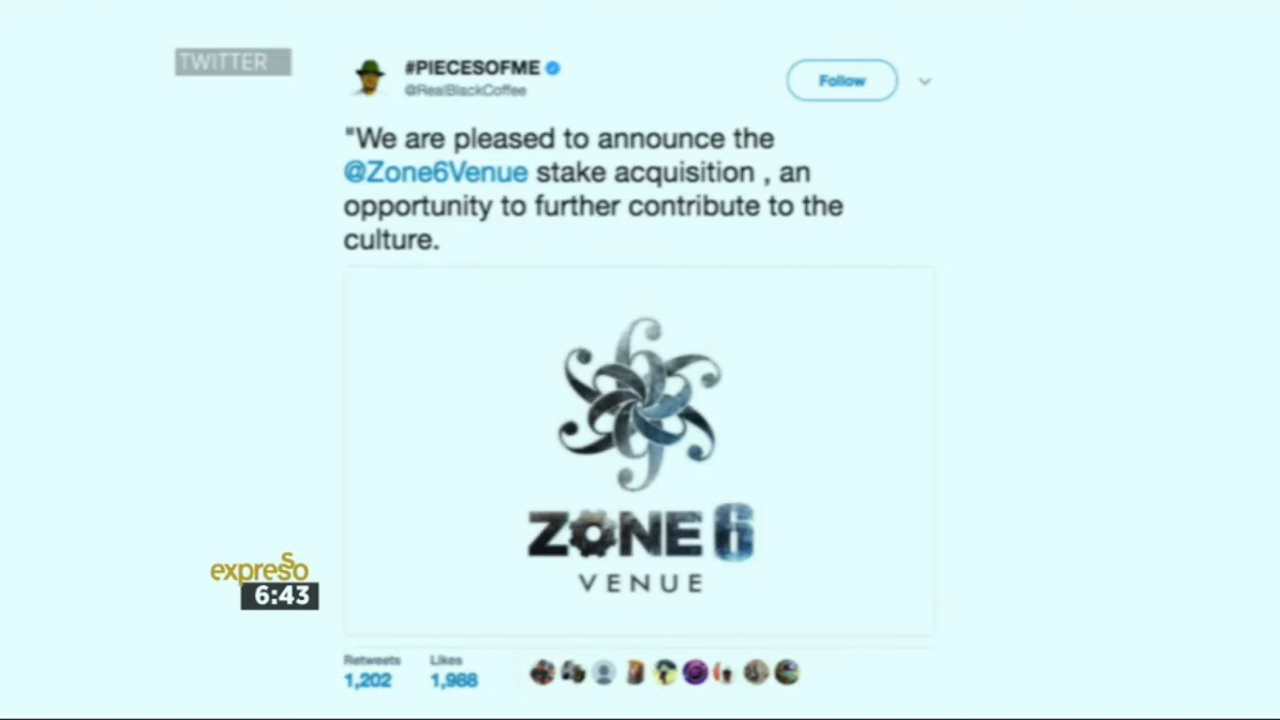 TWITTER
#PIECESOFME
@RealBlackCoffee
Follow
"We are pleased to announce the
@Zone6Venue stake acquisition , an
opportunity to further contribute to the
culture.
ZONE 6
VENUE
expresso
6:43
Retweets Likes
1,202 1,988